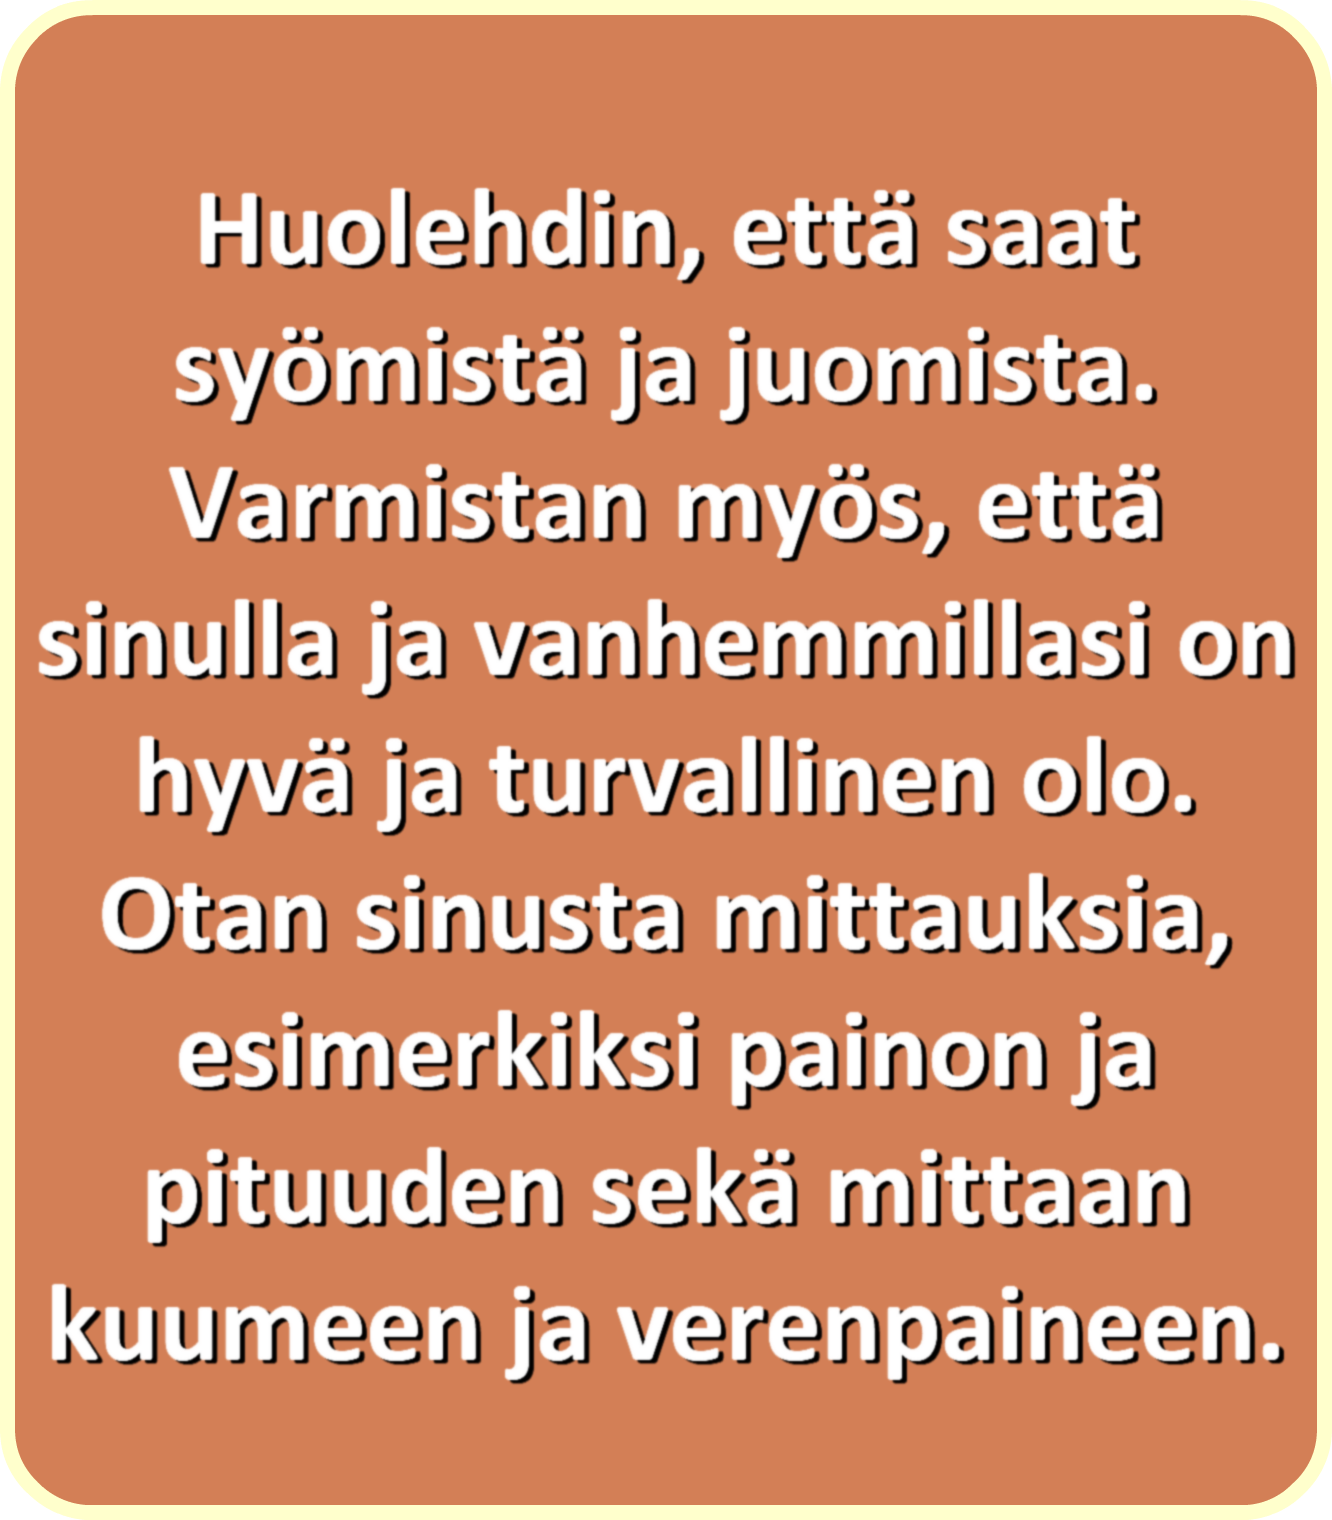 Huolehdin, että saat
syömistä ja juomista.
Varmistan myös, että
sinulla ja vanhemmillasi on
hyvä ja turvallinen olo.
Otan sinusta mittauksia,
esimerkiksi painon ja
pituuden sekä mittaan
kuumeen ja verenpaineen.